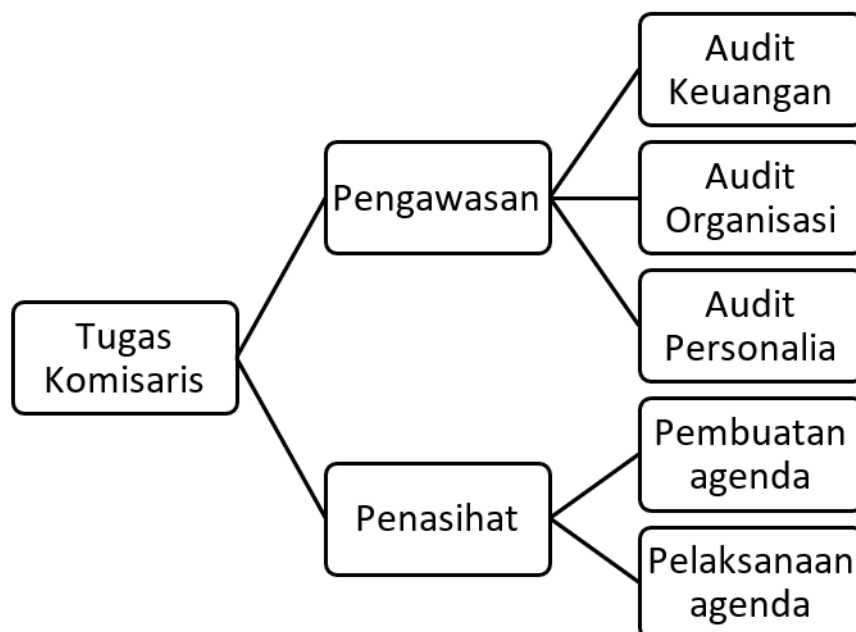 Tugas
Komisaris
Pengawasan
Audit
Keuangan
Audit
Organisasi
Audit
Personalia
Penasihat
Pembuatan
agenda
Pelaksanaan
agenda